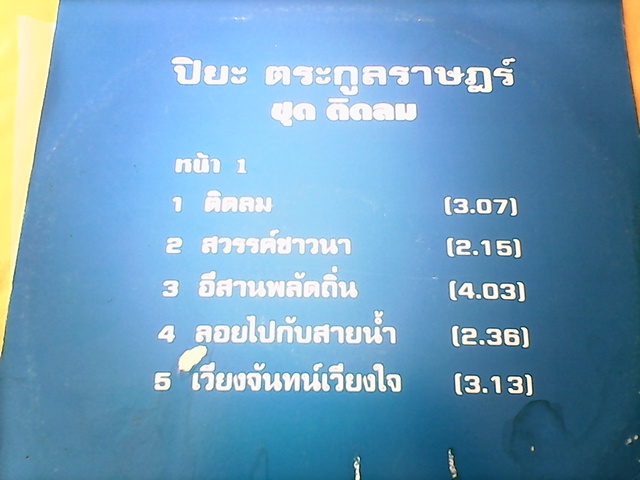 ปิยะ ตระกูลราษฎร์
ชุด ติดลม
หน้า 1
1 ติดลม (3.07)
2 สวรรค์ชาวนา (2.15)
3 อีสานพลัดถิ่น (4.03)
4 ลอยไปกับสายน้ำ (2.36)
5 เวียงจันทน์เวียงใจ (3.13)